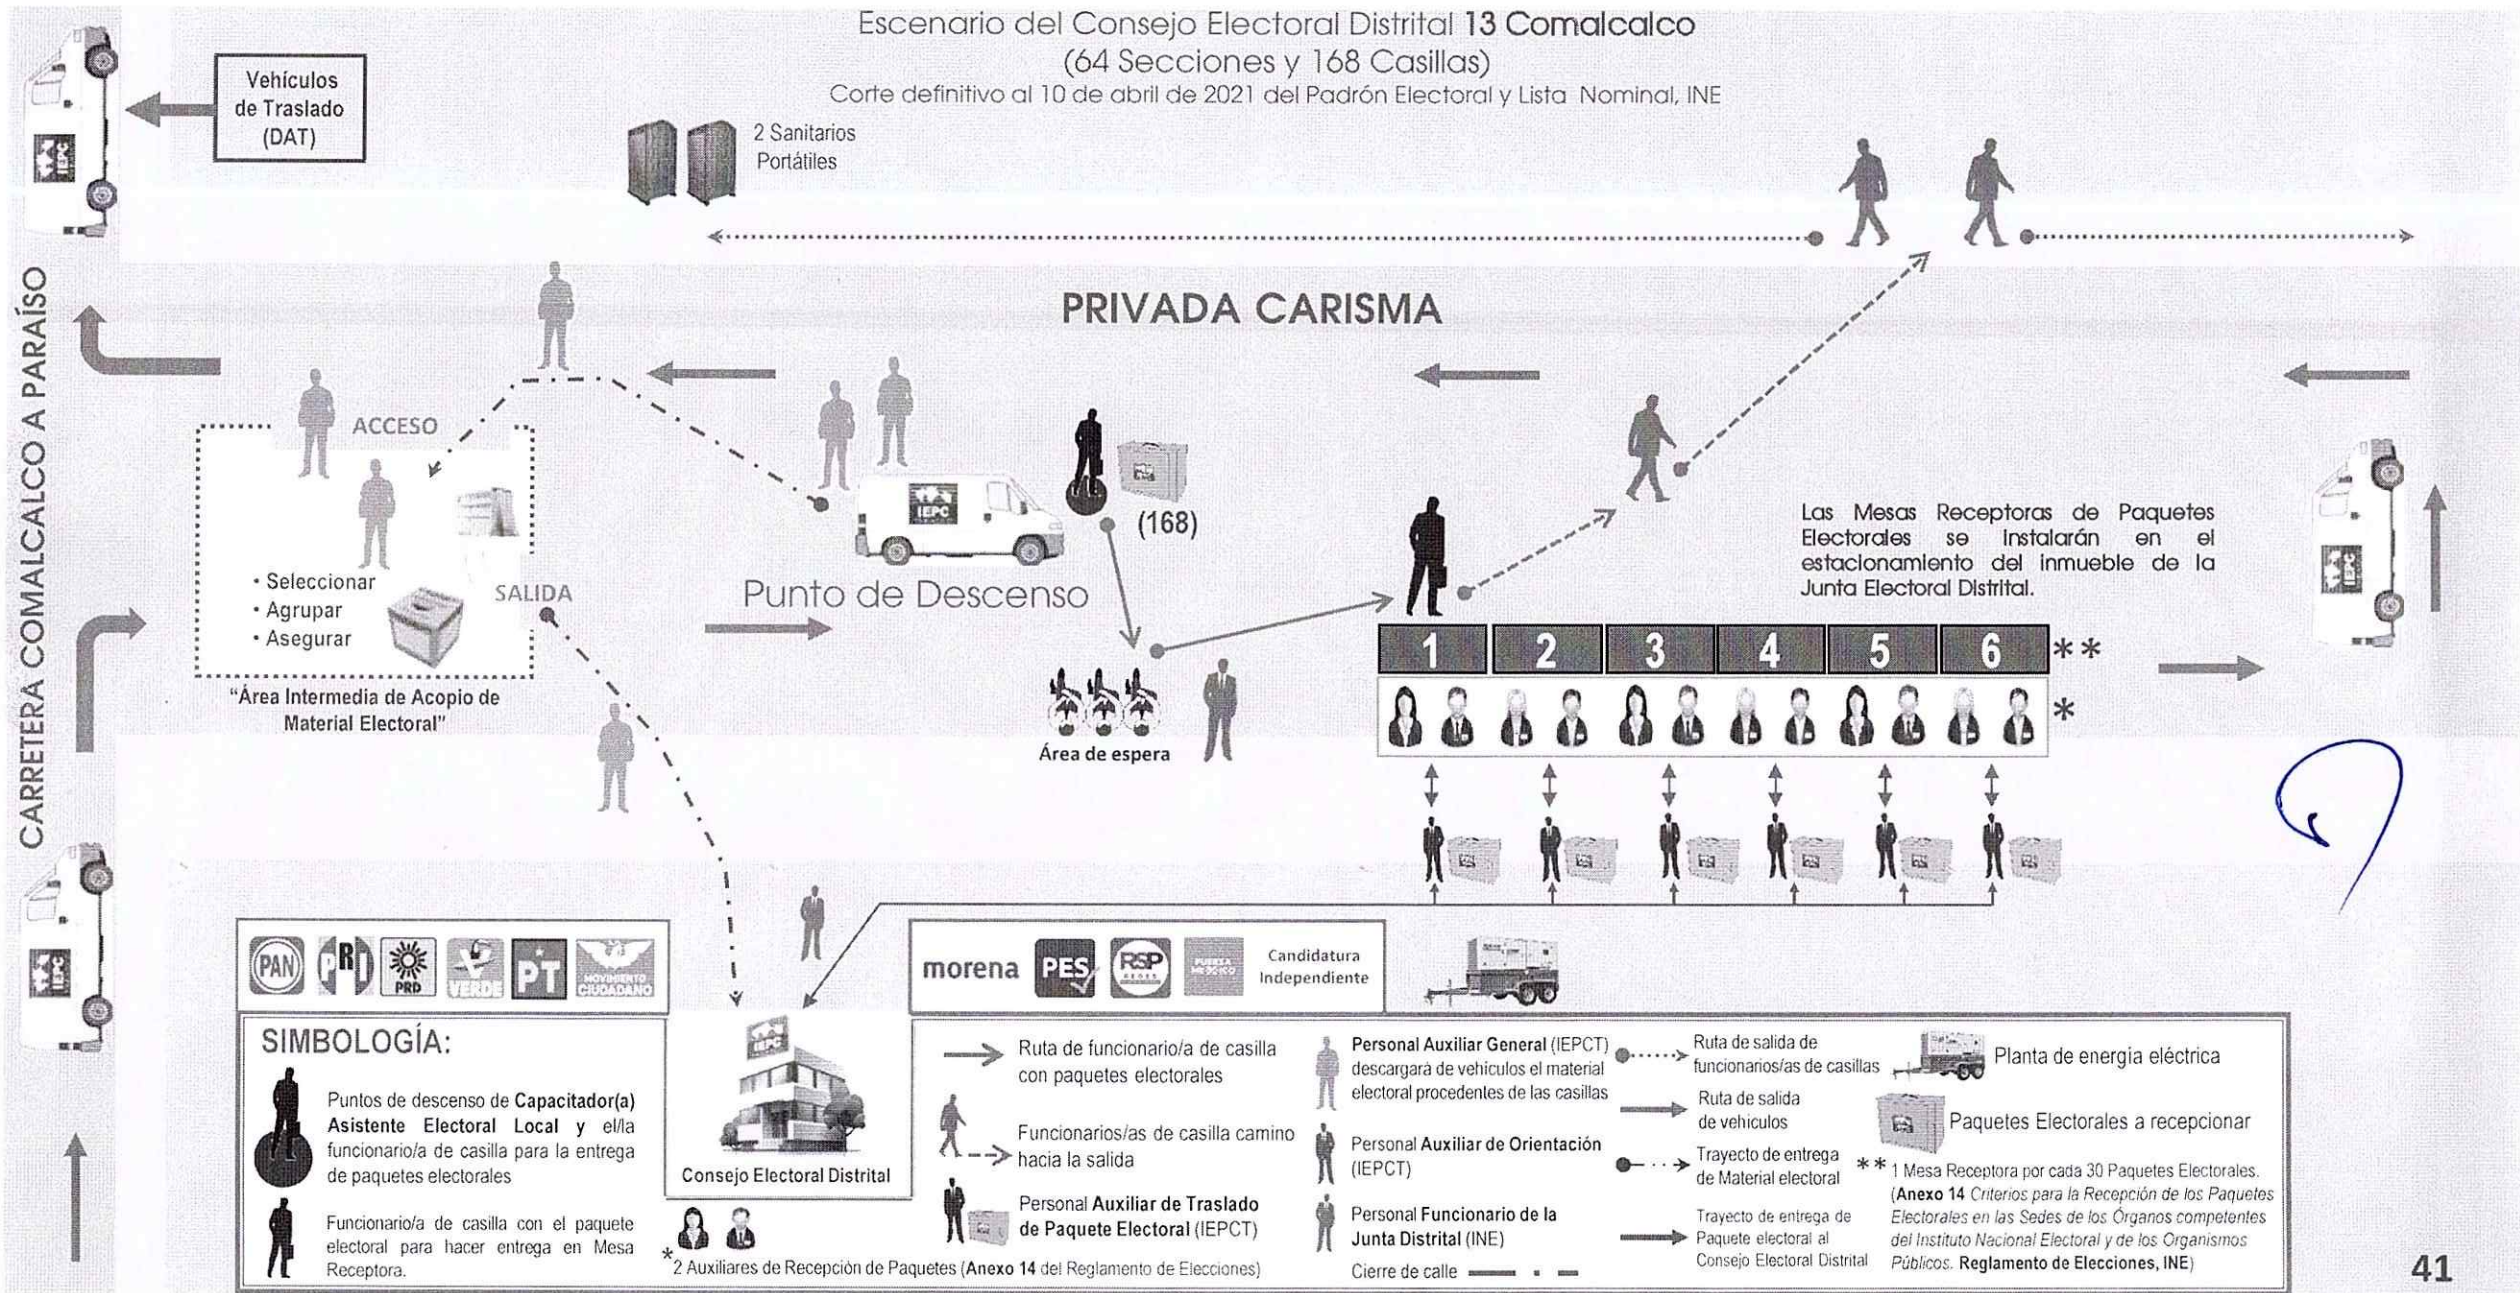 Escenario del Consejo Electoral Distrital 13 Comalcalco
(64 Secciones y 168 Casillas)
Corte definitivo al 10 de abril de 2021 del Padrón Electoral y Lista Nominal, INE
Vehículos
de Traslado
(DAT)
IEPC
2 Sanitarios
Portátiles
CARRETERA COMALCALCO A PARAÍSO
PRIVADA CARISMA
ACCESO
• Seleccionar
• Agrupar
• Asegurar
SALIDA
"Área Intermedia de Acopio de
Material Electoral"
IEPC
(168)
Punto de Descenso
Área de espera
Las Mesas Receptoras de Paquetes
Electorales se instalarán en el
estacionamiento del inmueble de la
Junta Electoral Distrital.
IEPC
1 2 3 4 5 6 **
*
IEPC
PAN
PRI
PRD
VERDE
PT
MOVIMIENTO
CIUDADANO
morena
PES
RSP
Candidatura
Independiente
SIMBOLOGÍA:
Puntos de descenso de Capacitador(a)
Asistente Electoral Local y el/la
funcionario/a de casilla para la entrega
de paquetes electorales
Funcionario/a de casilla con el paquete
electoral para hacer entrega en Mesa
Receptora.
IEPC
Consejo Electoral Distrital
*2 Auxiliares de Recepción de Paquetes (Anexo 14 del Reglamento de Elecciones)
Ruta de funcionario/a de casilla
con paquetes electorales
Funcionarios/as de casilla camino
hacia la salida
Personal Auxiliar de Traslado
de Paquete Electoral (IEPCT)
Personal Auxiliar General (IEPCT)
descargará de vehículos el material
electoral procedentes de las casillas
Personal Auxiliar de Orientación
(IEPCT)
Personal Funcionario de la
Junta Distrital (INE)
Cierre de calle
Ruta de salida de
funcionarios/as de casillas
Ruta de salida
de vehículos
Trayecto de entrega
de Material electoral
Trayecto de entrega de
Paquete electoral al
Consejo Electoral Distrital
Planta de energía eléctrica
Paquetes Electorales a recepcionar
** 1 Mesa Receptora por cada 30 Paquetes Electorales.
(Anexo 14 Criterios para la Recepción de los Paquetes
Electorales en las Sedes de los Órganos competentes
del Instituto Nacional Electoral y de los Organismos
Públicos. Reglamento de Elecciones, INE)
41